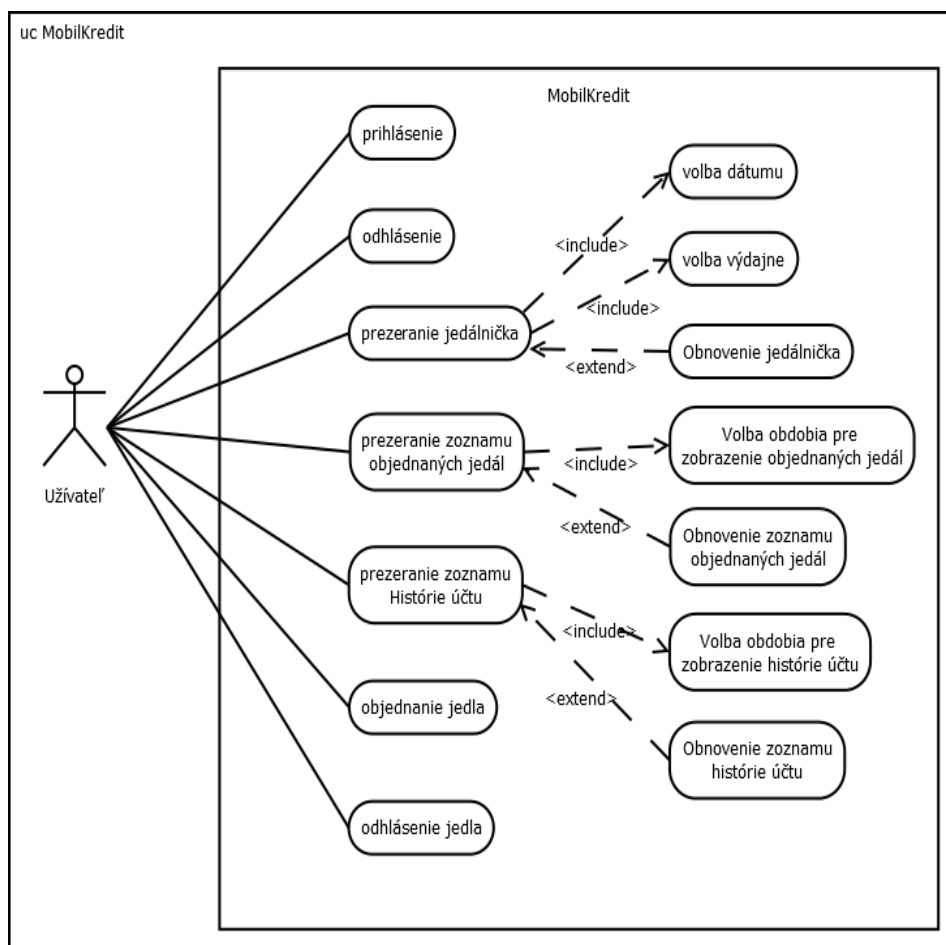 uc MobilKredit
MobilKredit
prihlásenie
odhlásenie
prezeranie jedálnička
prezeranie zoznamu
objednaných jedál
prezeranie zoznamu
Histórie účtu
objednanie jedla
odhlásenie jedla
Užívateľ
<include>
<include>
<extend>
<include>
<extend>
<include>
<extend>
volba dátumu
volba výdajne
Obnovenie jedálnička
Volba obdobia pre
zobrazenie objednaných jedál
Obnovenie zoznamu
objednaných jedál
Volba obdobia pre
zobrazenie histórie účtu
Obnovenie zoznamu
histórie účtu